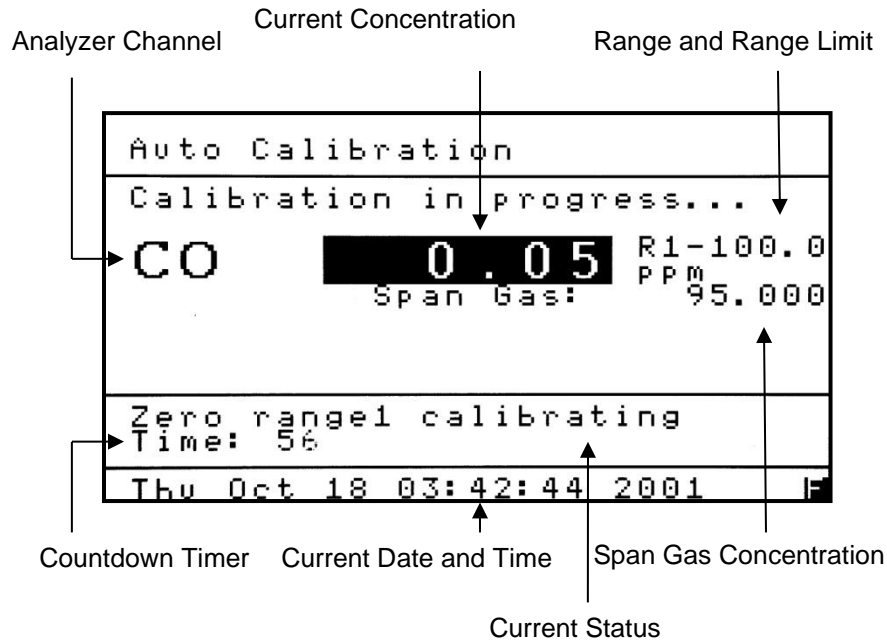 Current Concentration
Analyzer Channel
Range and Range Limit
Auto Calibration
Calibration in progress...
CO
0.05
R1-100.0
ppm
Span Gas: 95.000
Zero range1 calibrating
Time: 56
Thu Oct 18 03:42:44 2001
Countdown Timer
Current Date and Time
Span Gas Concentration
Current Status